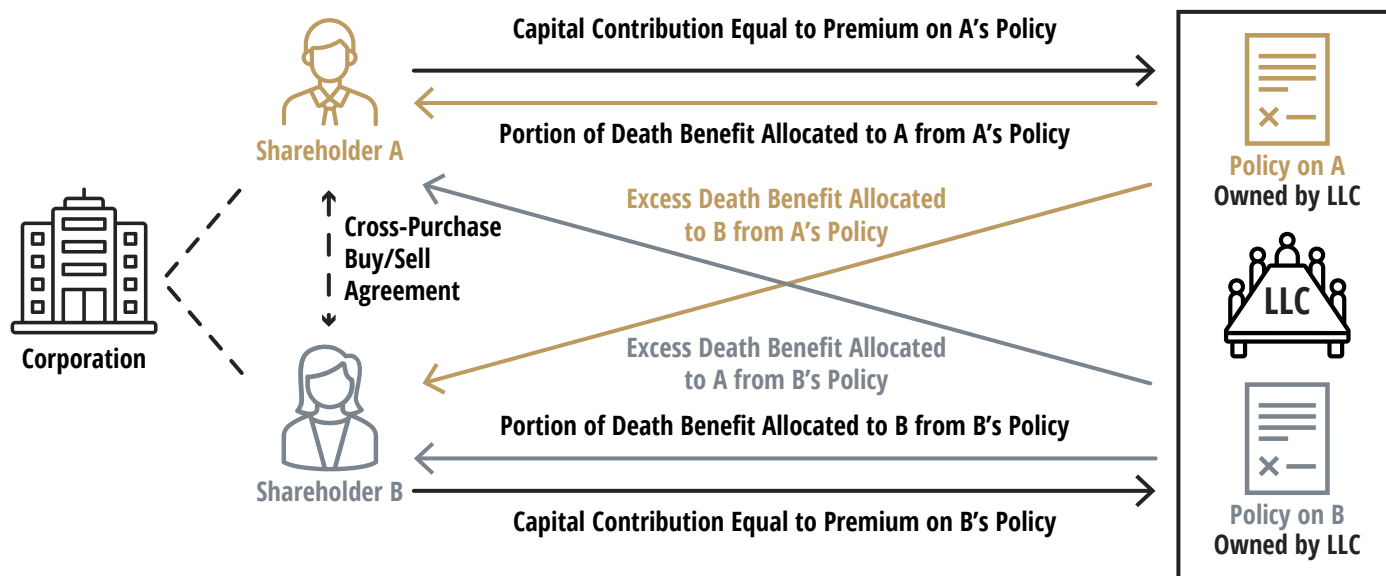 Capital Contribution Equal to Premium on A's Policy
Shareholder A
Portion of Death Benefit Allocated to A from A's Policy
Policy on A
Owned by LLC
Excess Death Benefit Allocated
to B from A's Policy
Cross-Purchase
Buy/Sell
Agreement
LLC
Corporation
Excess Death Benefit Allocated
to A from B's Policy
Portion of Death Benefit Allocated to B from B's Policy
Shareholder B
Capital Contribution Equal to Premium on B's Policy
Policy on B
Owned by LLC